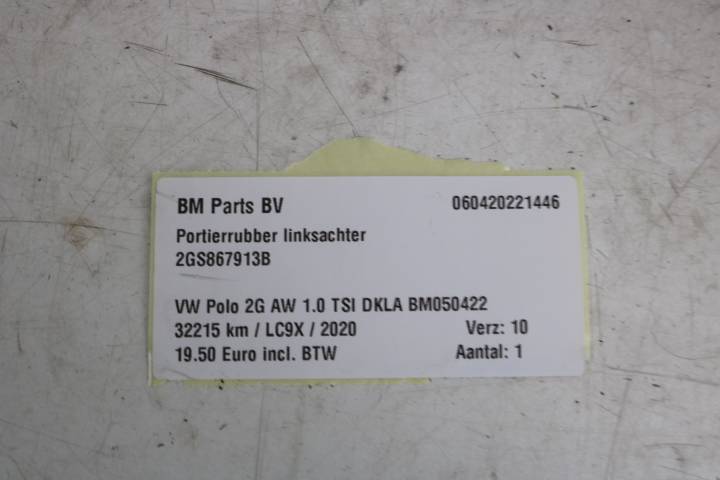 BM Parts BV 060420221446
Portierrubber linksachter
2GS867913B
VW Polo 2G AW 1.0 TSI DKLA BM050422
32215 km / LC9X / 2020 Verz: 10
19.50 Euro incl. BTW Aantal: 1